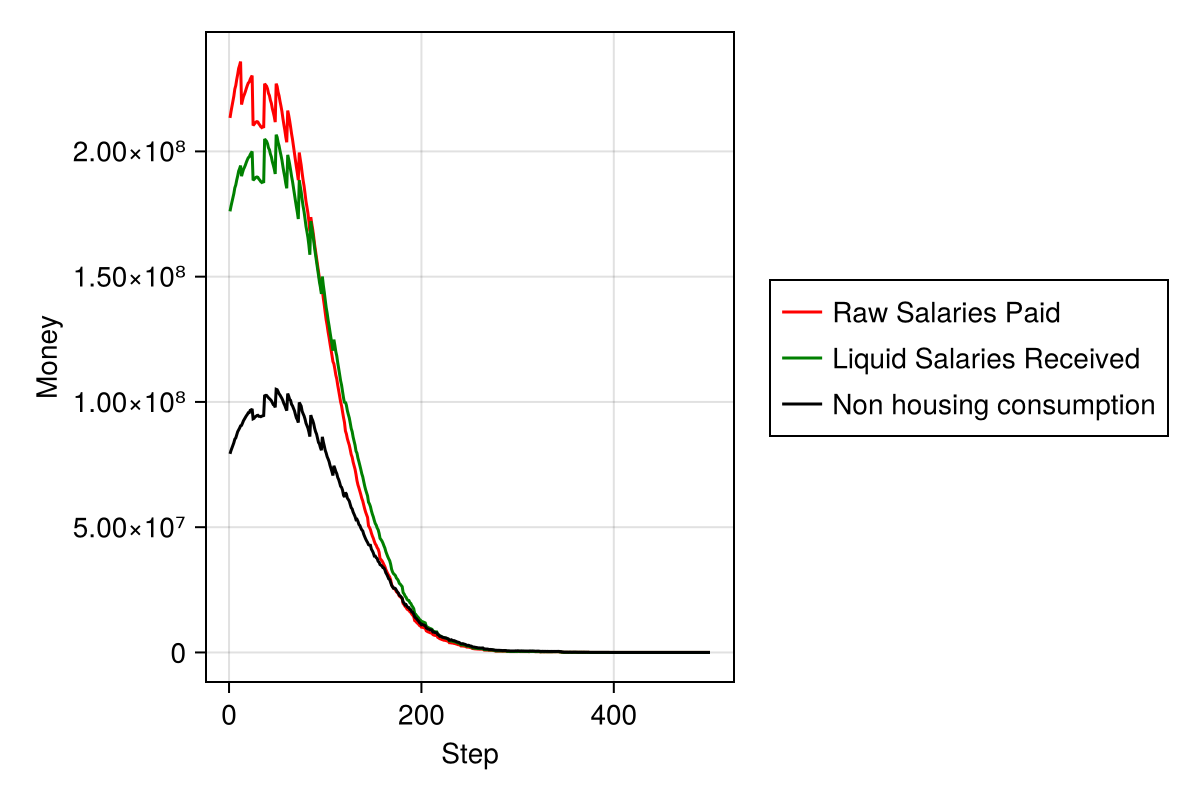 2.00×10⁸
1.50×10⁸
1.00×10⁸
5.00×10⁷
0
Money
0 200 400
Step
Raw Salaries Paid
Liquid Salaries Received
Non housing consumption